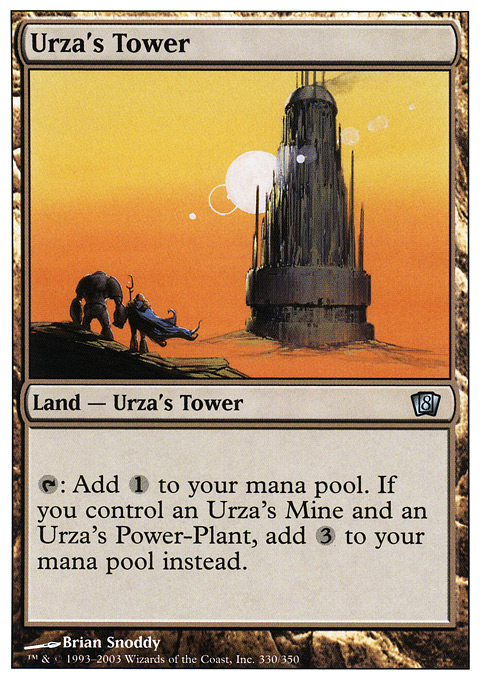 Urza's Tower
Land — Urza's Tower
8
: Add 1 to your mana pool. If
you control an Urza's Mine and an
Urza's Power-Plant, add 3 to your
mana pool instead.
Brian Snoddy
™ & © 1993–2003 Wizards of the Coast, Inc. 330/350